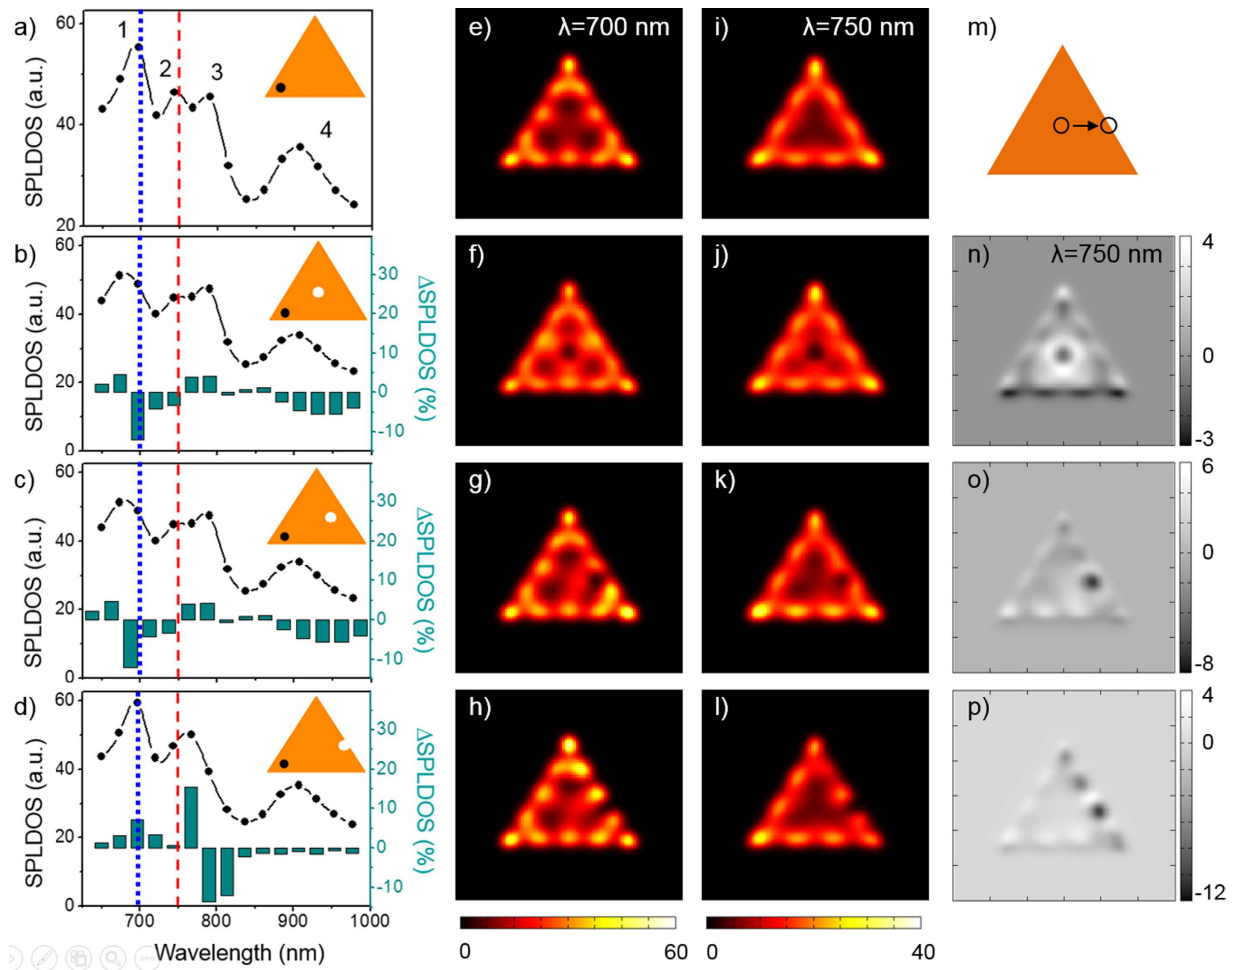 a)
60
40
20
SPLDOS (a.u.)
1
2
3
4
b)
60
40
20
0
SPLDOS (a.u.)
30
20
10
0
-10
ΔSPLDOS (%)
c)
60
40
20
0
SPLDOS (a.u.)
30
20
10
0
-10
ΔSPLDOS (%)
d)
60
40
20
0
SPLDOS (a.u.)
30
20
10
0
-10
ΔSPLDOS (%)
700 800 900 1000
Wavelength (nm)
e) λ=700 nm
f)
g)
h)
0 60
i) λ=750 nm
j)
k)
l)
0 40
m)
n) λ=750 nm
4
0
-3
o)
6
0
-8
p)
4
0
-12